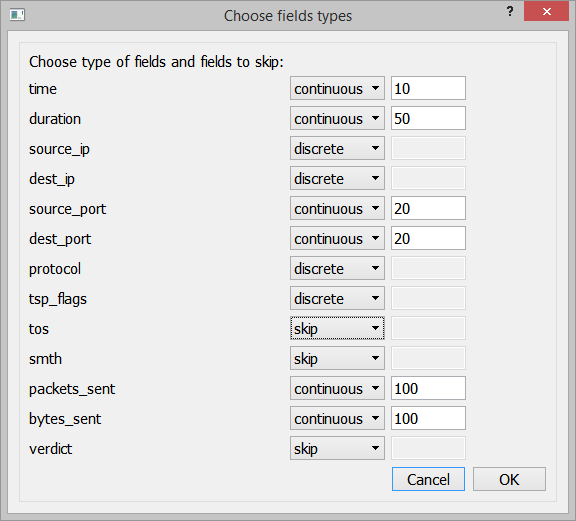 Choose fields types
?
Choose type of fields and fields to skip:
time continuous 10
duration continuous 50
source_ip discrete
dest_ip discrete
source_port continuous 20
dest_port continuous 20
protocol discrete
tsp_flags discrete
tos skip
smth skip
packets_sent continuous 100
bytes_sent continuous 100
verdict skip
Cancel OK